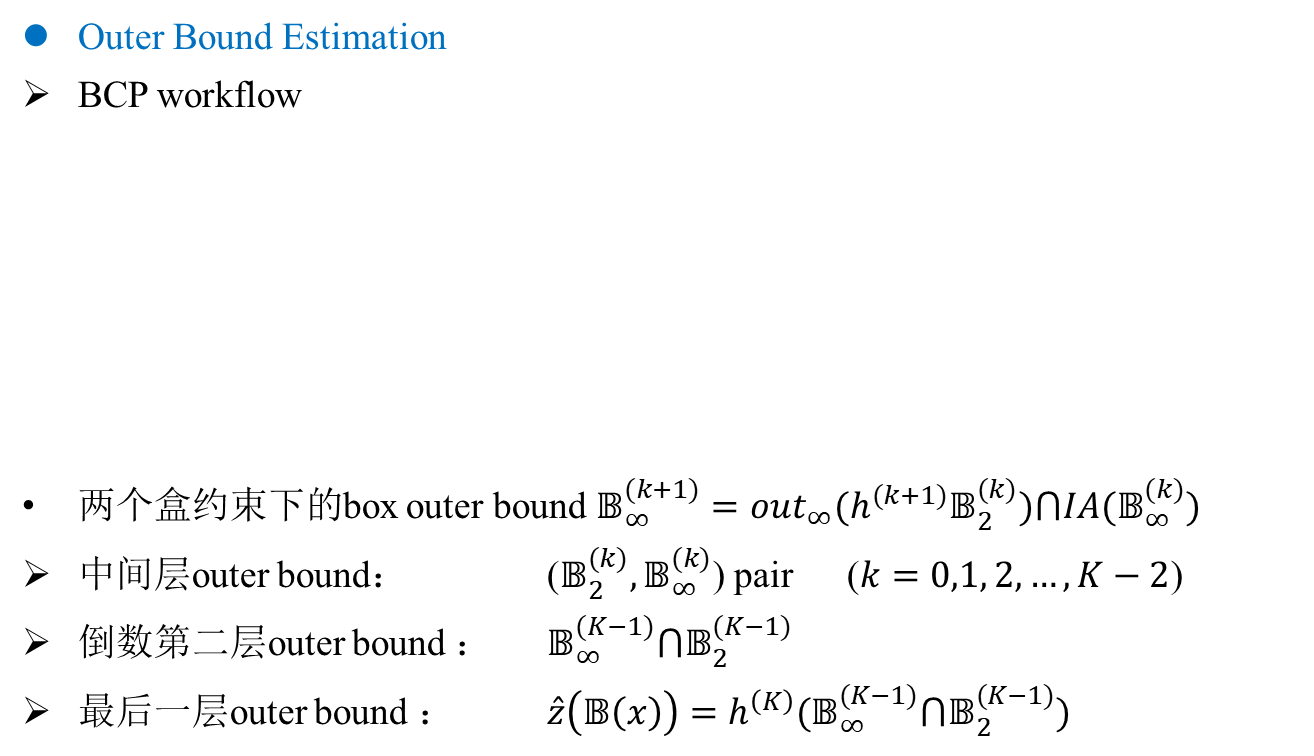 ● Outer Bound Estimation
➢ BCP workflow
• 两个盒约束下的box outer bound 𝔹_∞^(k+1) = out_∞(h^(k+1)𝔹_2^(k))⋂IA(𝔹_∞^(k))
➢ 中间层outer bound： (𝔹_2^(k),𝔹_∞^(k)) pair (k = 0,1, 2, …, K − 2)
➢ 倒数第二层outer bound： 𝔹_∞^(K−1)⋂𝔹_2^(K−1)
➢ 最后一层outer bound： ẑ(𝔹(x)) = h^(K)(𝔹_∞^(K−1)⋂𝔹_2^(K−1))